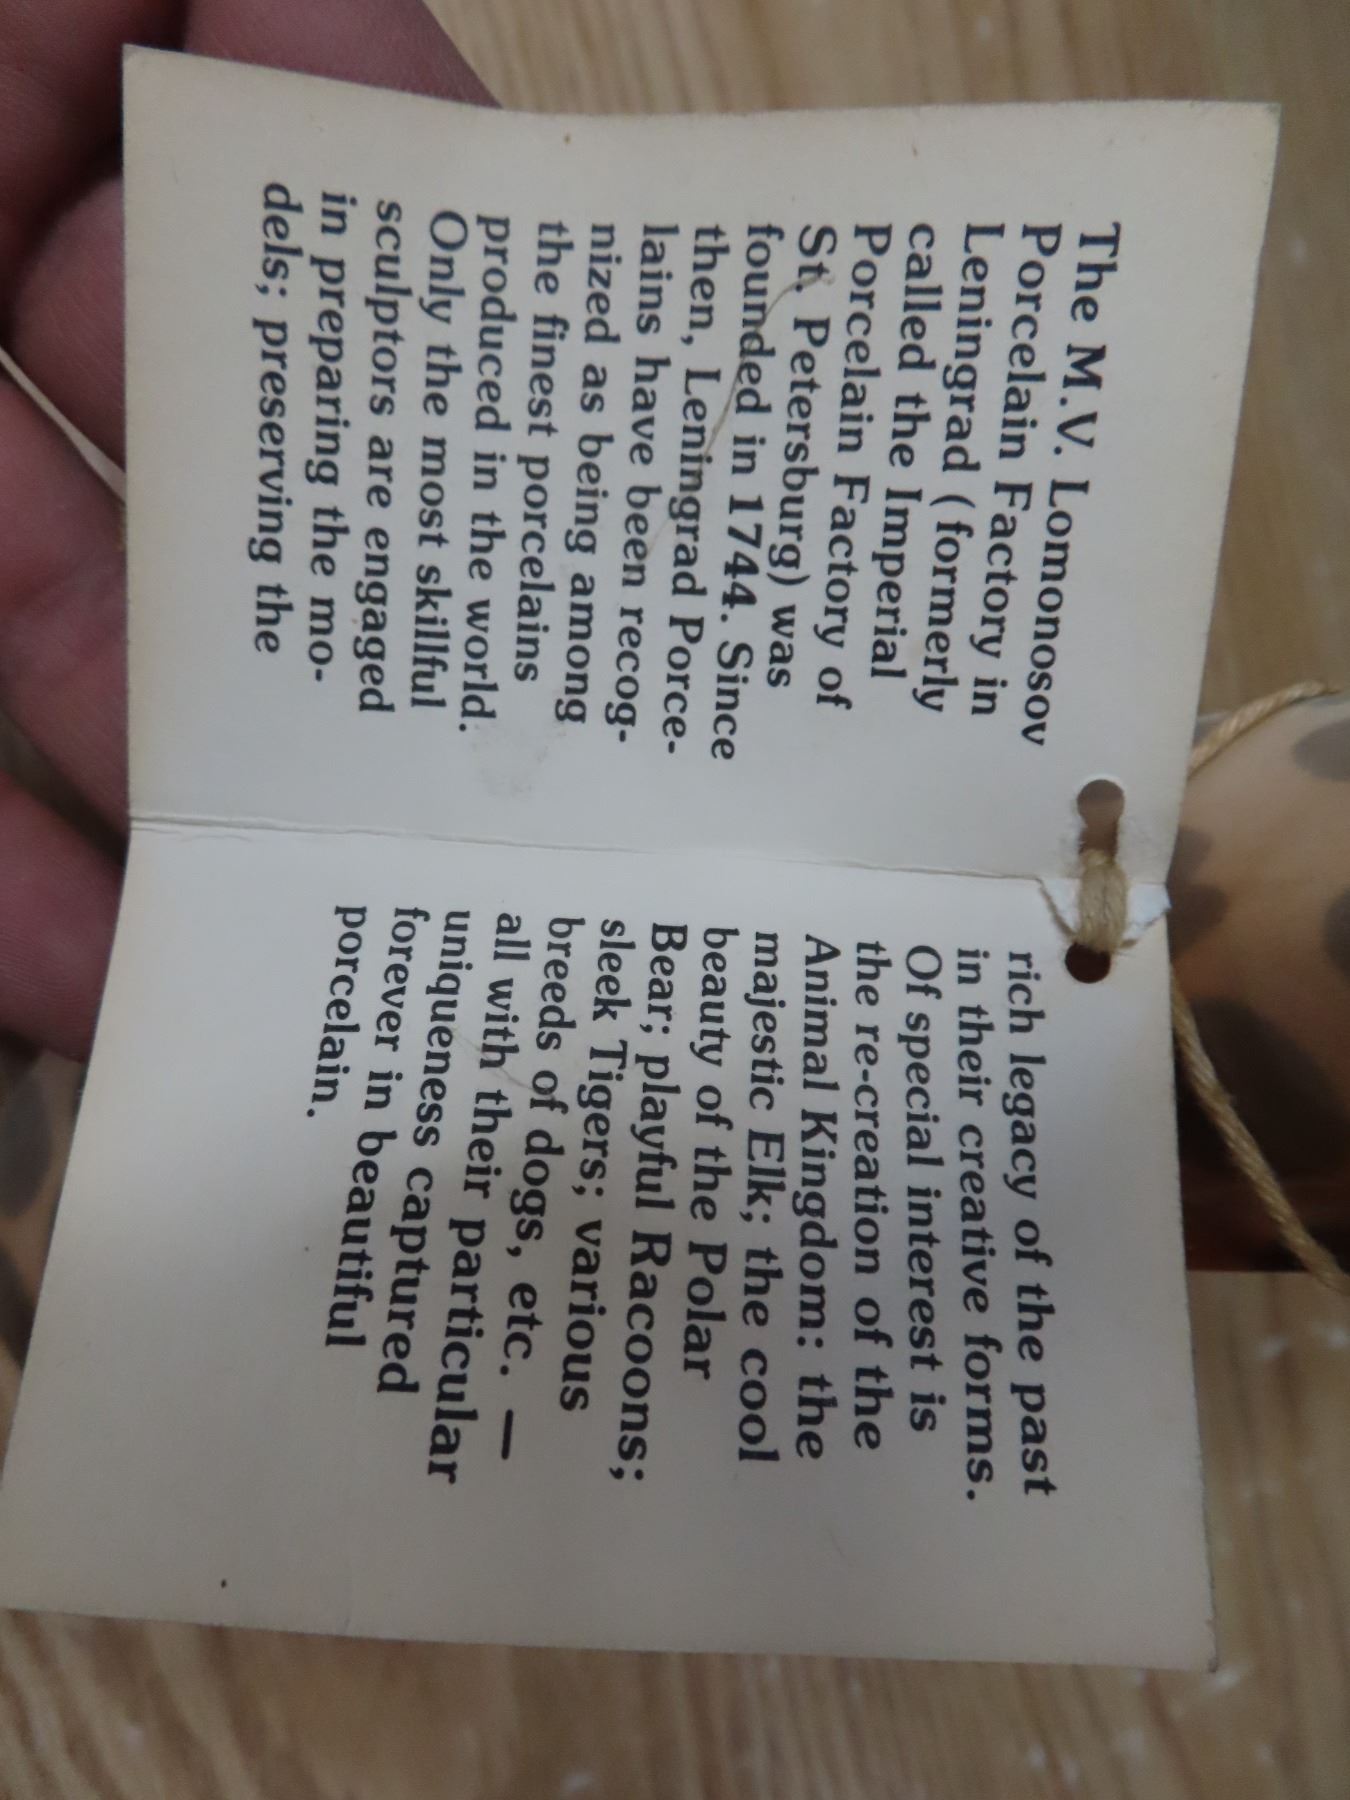 The M.V. Lomonosov
Porcelain Factory in
Leningrad (formerly
called the Imperial
Porcelain Factory of
St. Petersburg) was
founded in 1744. Since
then, Leningrad Porce-
lains have been recog-
nized as being among
the finest porcelains
produced in the world.
Only the most skillful
sculptors are engaged
in preparing the mo-
dels; preserving the
rich legacy of the past
in their creative forms.
Of special interest is
the re-creation of the
Animal Kingdom: the
majestic Elk; the cool
beauty of the Polar
Bear; playful Racoons;
sleek Tigers; various
breeds of dogs, etc. —
all with their particular
uniqueness captured
forever in beautiful
porcelain.